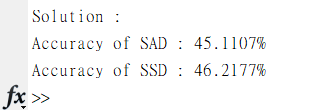 Solution :
Accuracy of SAD : 45.1107%
Accuracy of SSD : 46.2177%
fx >>